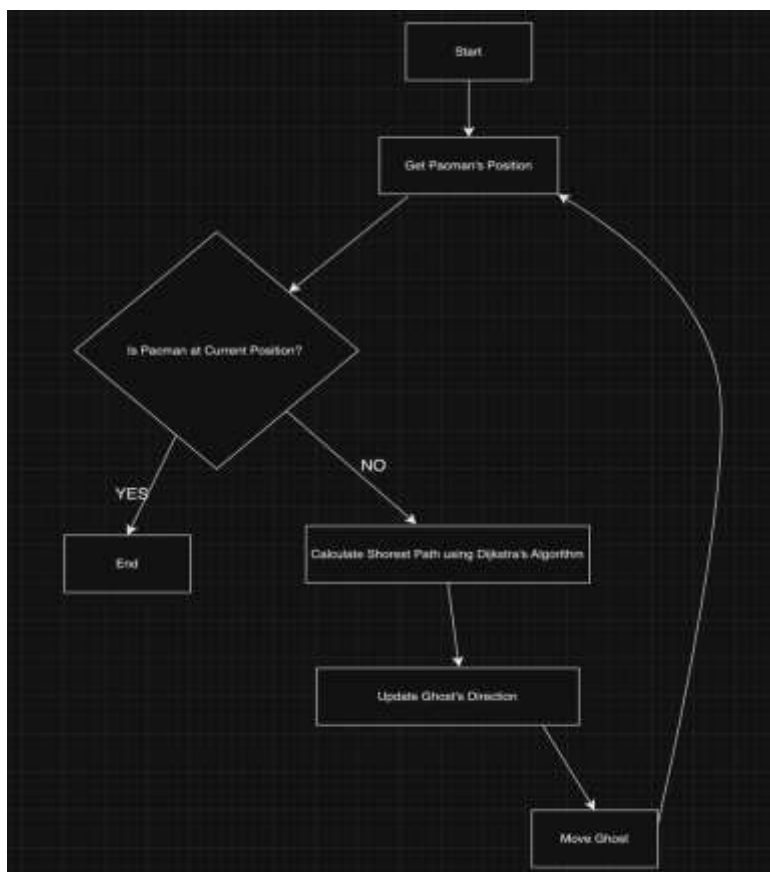 Start
Get Pacman's Position
Is Pacman at Current Position?
NO
YES
Calculate Shorest Path using Dijkstra's Algorithm
End
Update Ghost's Direction
Move Ghost